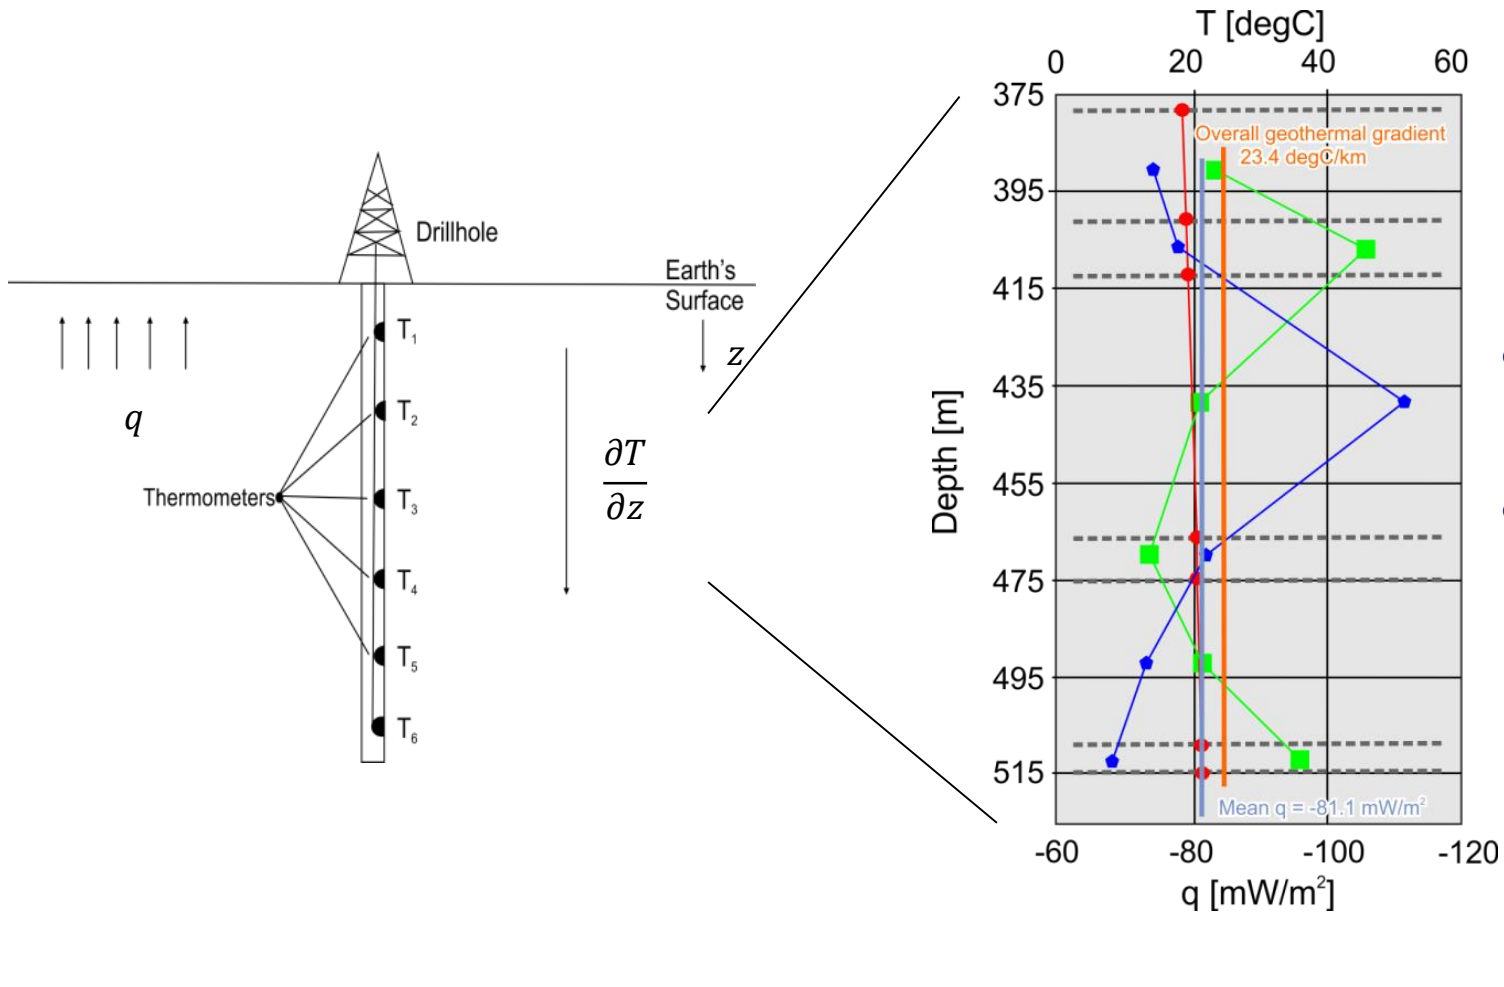 Drillhole
Earth's
Surface
z
q
Thermometers
T1
T2
T3
T4
T5
T6
∂T
∂z
T [degC]
0 20 40 60
375
395
415
435
455
475
495
515
Depth [m]
Overall geothermal gradient
23.4 degC/km
Mean q = -81.1 mW/m²
-60 -80 -100 -120
q [mW/m²]